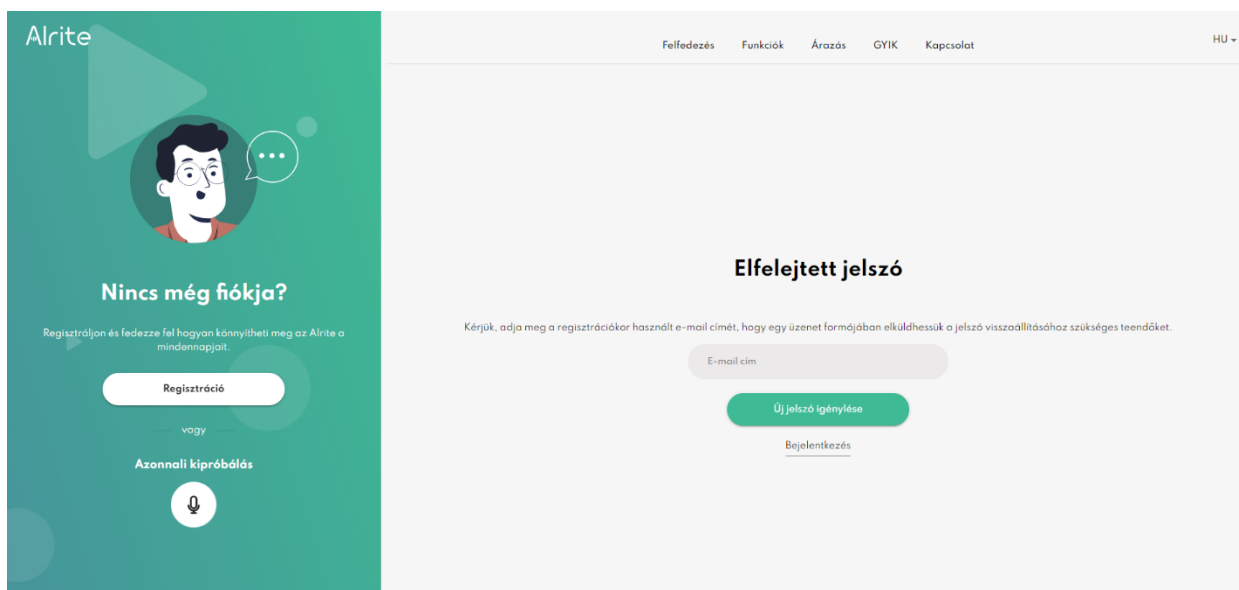 Alrite
Nincs még fiókja?
Regisztráljon és fedezze fel hogyan könnyítheti meg az Alrite a
mindennapjait.
Regisztráció
vagy
Azonnali kipróbálás
Felfedezés Funkciók Árazás GYIK Kapcsolat
HU
Elfelejtett jelszó
Kérjük, adja meg a regisztrációkor használt e-mail címét, hogy egy üzenet formájában elküldhessük a jelszó visszaállításához szükséges teendőket.
E-mail cím
Új jelszó igénylése
Bejelentkezés